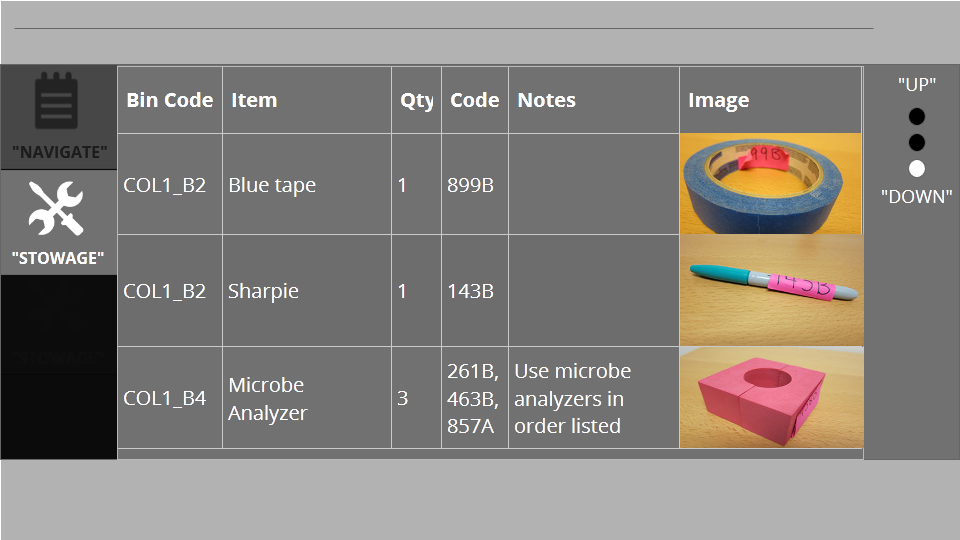 "UP"
Bin Code Item Qty Code Notes Image
"NAVIGATE"
COL1_B2 Blue tape 1 899B
99B
"DOWN"
"STOWAGE"
COL1_B2 Sharpie 1 143B
143B
COL1_B4 Microbe Analyzer 3 261B, 463B, 857A Use microbe analyzers in order listed